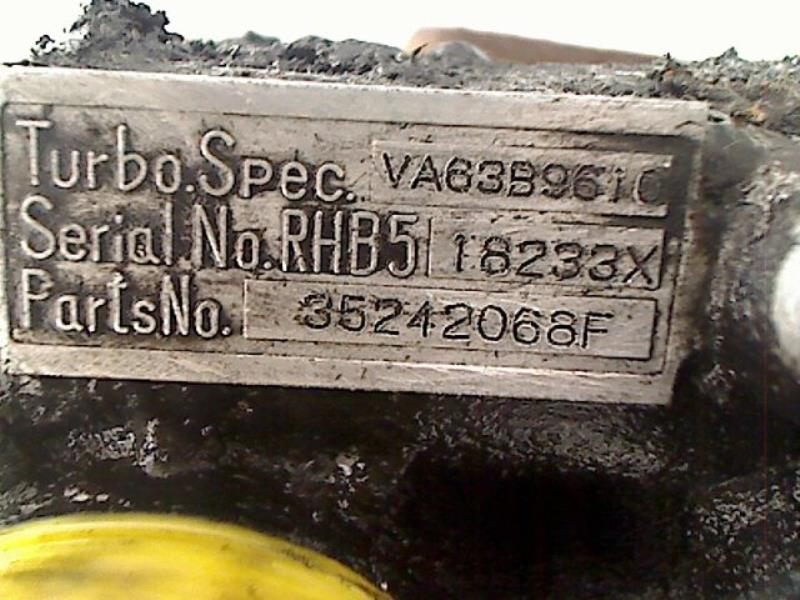 Turbo.Spec. VA63B961C
Serial.No.RHB5 18233X
PartsNo. 35242068F